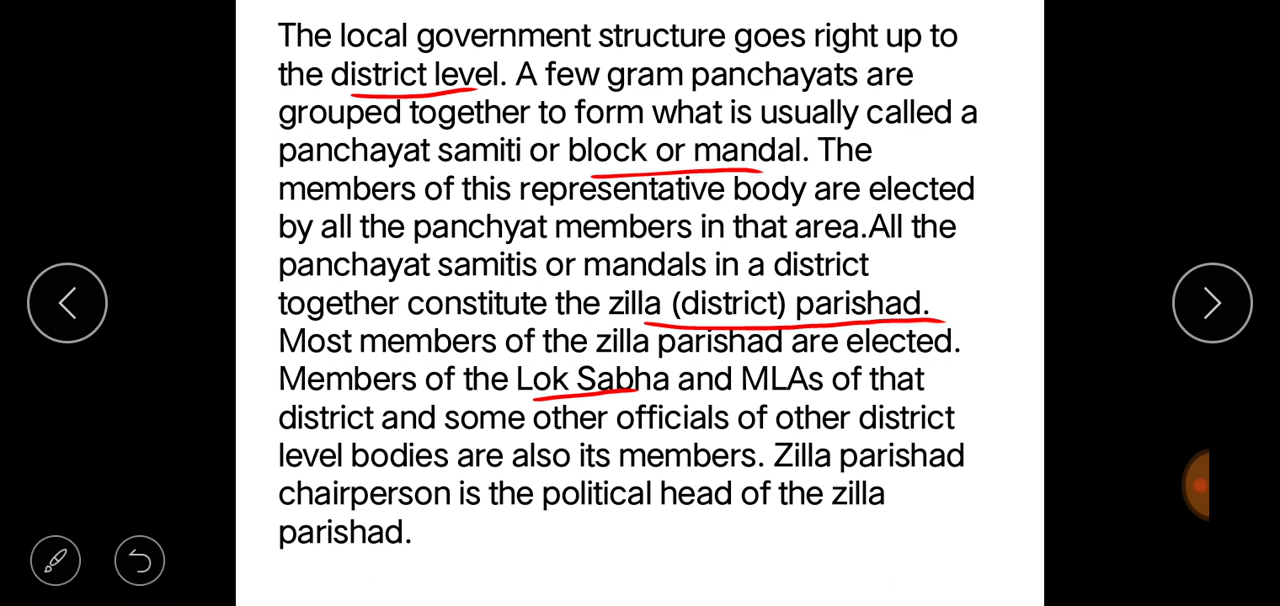 The local government structure goes right up to
the district level. A few gram panchayats are
grouped together to form what is usually called a
panchayat samiti or block or mandal. The
members of this representative body are elected
by all the panchyat members in that area.All the
panchayat samitis or mandals in a district
together constitute the zilla (district) parishad.
Most members of the zilla parishad are elected.
Members of the Lok Sabha and MLAs of that
district and some other officials of other district
level bodies are also its members. Zilla parishad
chairperson is the political head of the zilla
parishad.